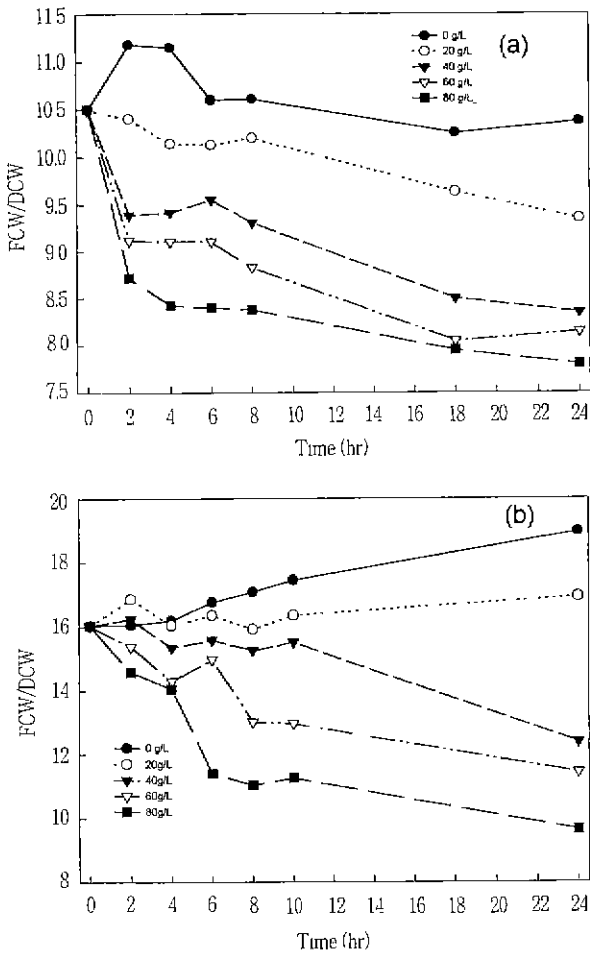 11.5
11.0
10.5
10.0
9.5
9.0
8.5
8.0
7.5
FCW/DCW
0 g/L
20 g/L
40 g/L
60 g/L
80 g/L
(a)
0 2 4 6 8 10 12 14 16 18 20 22 24
Time (hr)
20
18
16
14
12
10
8
FCW/DCW
(b)
0 g/L
20g/L
40g/L
60g/L
80g/L
0 2 4 6 8 10 12 14 16 18 20 22 24
Time (hr)